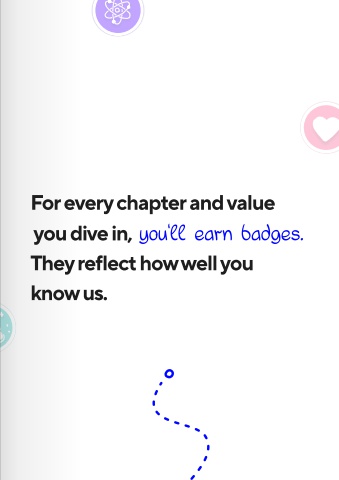 For every chapter and value
you dive in, you'll earn badges.
They reflect how well you
know us.